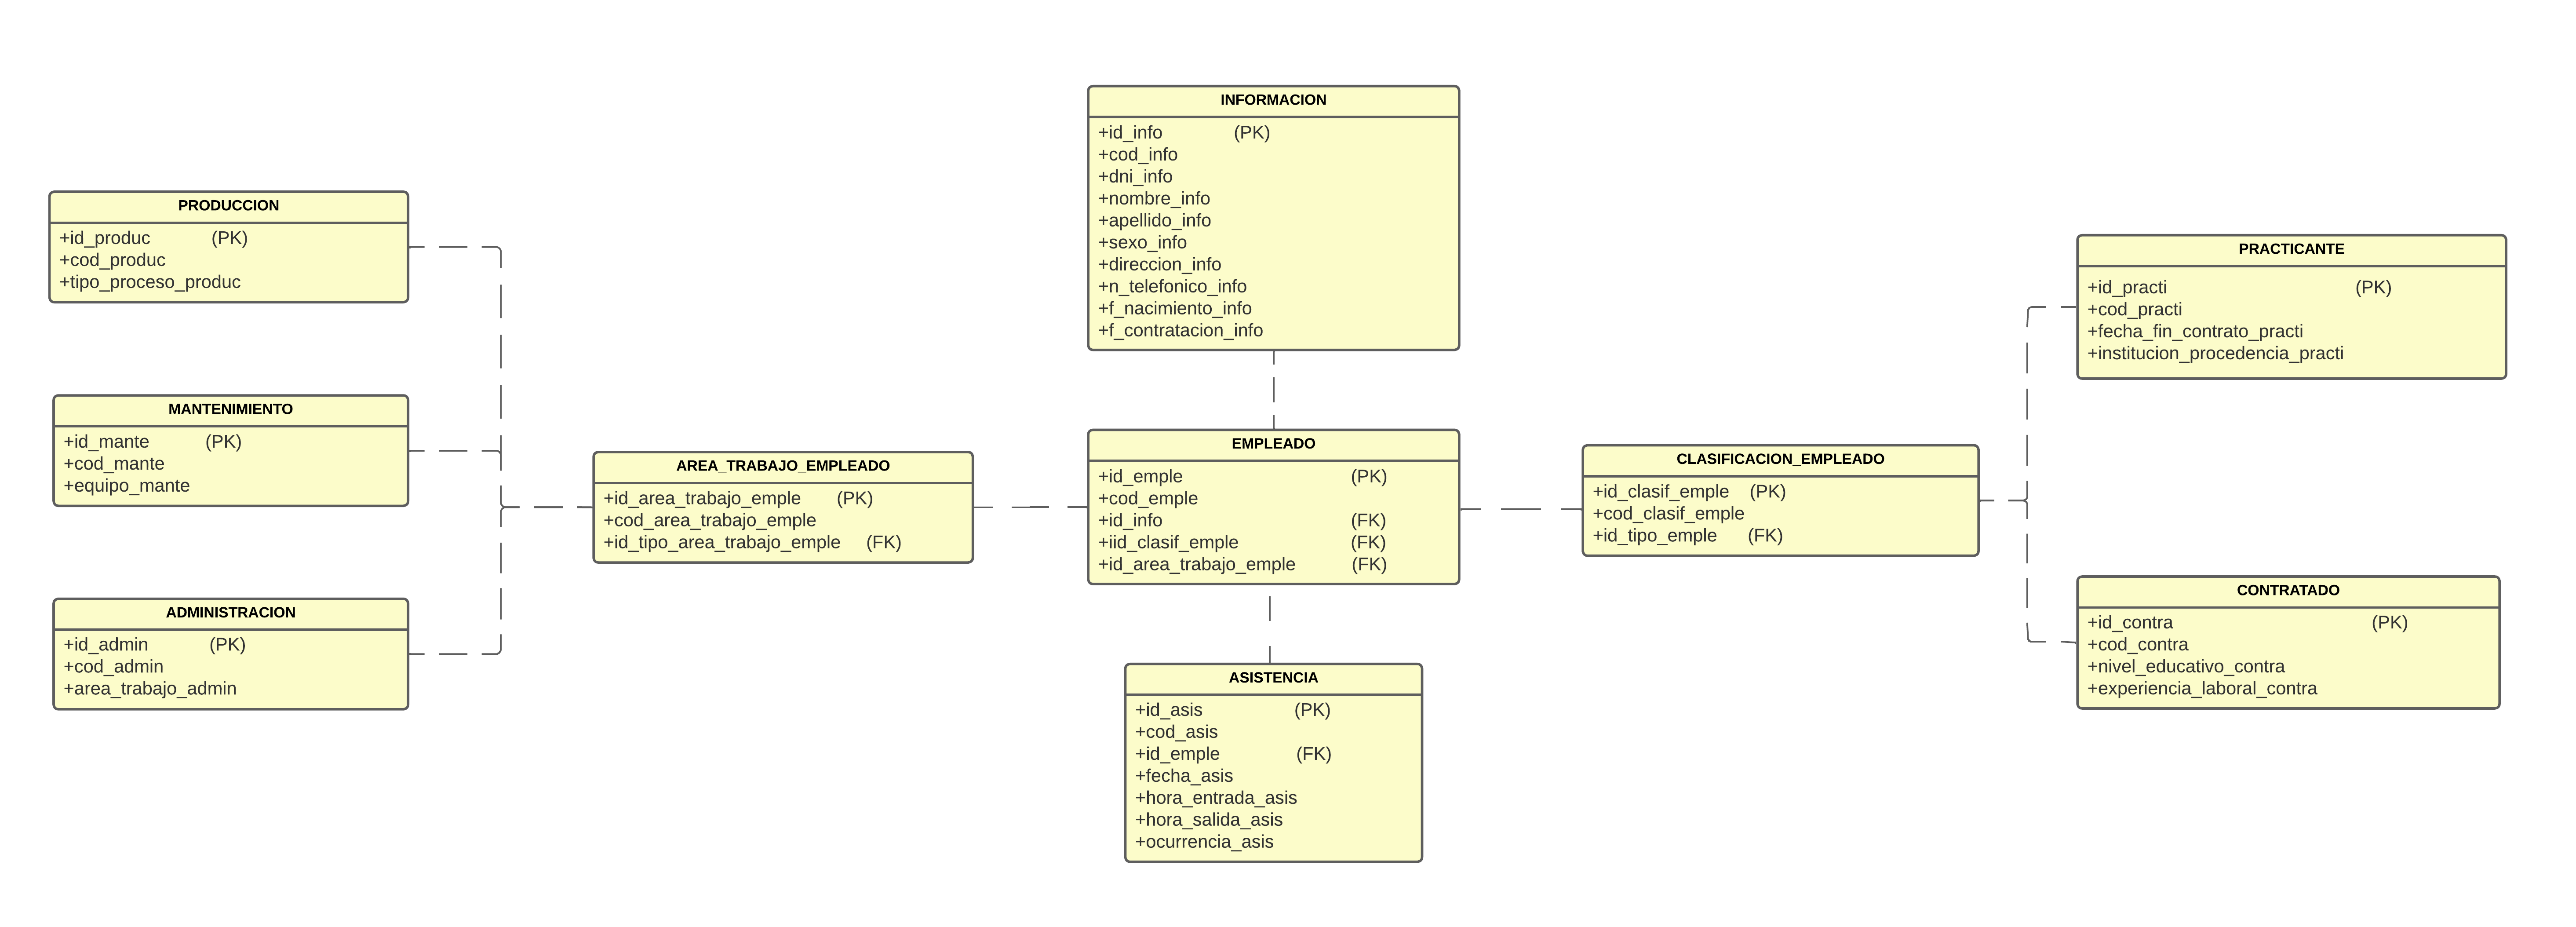 INFORMACION
+id_info (PK)
+cod_info
+dni_info
+nombre_info
+apellido_info
+sexo_info
+direccion_info
+n_telefonico_info
+f_nacimiento_info
+f_contratacion_info
PRODUCCION
+id_produc (PK)
+cod_produc
+tipo_proceso_produc
MANTENIMIENTO
+id_mante (PK)
+cod_mante
+equipo_mante
ADMINISTRACION
+id_admin (PK)
+cod_admin
+area_trabajo_admin
AREA_TRABAJO_EMPLEADO
+id_area_trabajo_emple (PK)
+cod_area_trabajo_emple
+id_tipo_area_trabajo_emple (FK)
EMPLEADO
+id_emple (PK)
+cod_emple
+id_info (FK)
+iid_clasif_emple (FK)
+id_area_trabajo_emple (FK)
ASISTENCIA
+id_asis (PK)
+cod_asis
+id_emple (FK)
+fecha_asis
+hora_entrada_asis
+hora_salida_asis
+ocurrencia_asis
CLASIFICACION_EMPLEADO
+id_clasif_emple (PK)
+cod_clasif_emple
+id_tipo_emple (FK)
PRACTICANTE
+id_practi (PK)
+cod_practi
+fecha_fin_contrato_practi
+institucion_procedencia_practi
CONTRATADO
+id_contra (PK)
+cod_contra
+nivel_educativo_contra
+experiencia_laboral_contra